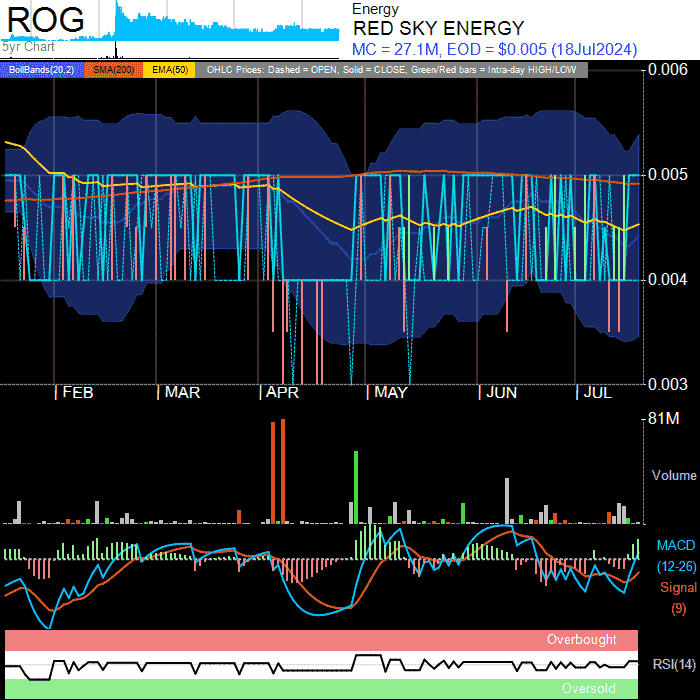 ROG
5yr Chart
Energy
RED SKY ENERGY
MC = 27.1M, EOD = $0.005 (18Jul2024)
BollBands(20,2) SMA(200) EMA(50) OHLC Prices: Dashed = OPEN, Solid = CLOSE, Green/Red bars = Intra-day HIGH/LOW
0.006
0.005
0.004
0.003
| FEB | MAR | APR | MAY | JUN | JUL
81M
Volume
MACD
(12-26)
Signal
(9)
Overbought
RSI(14)
Oversold